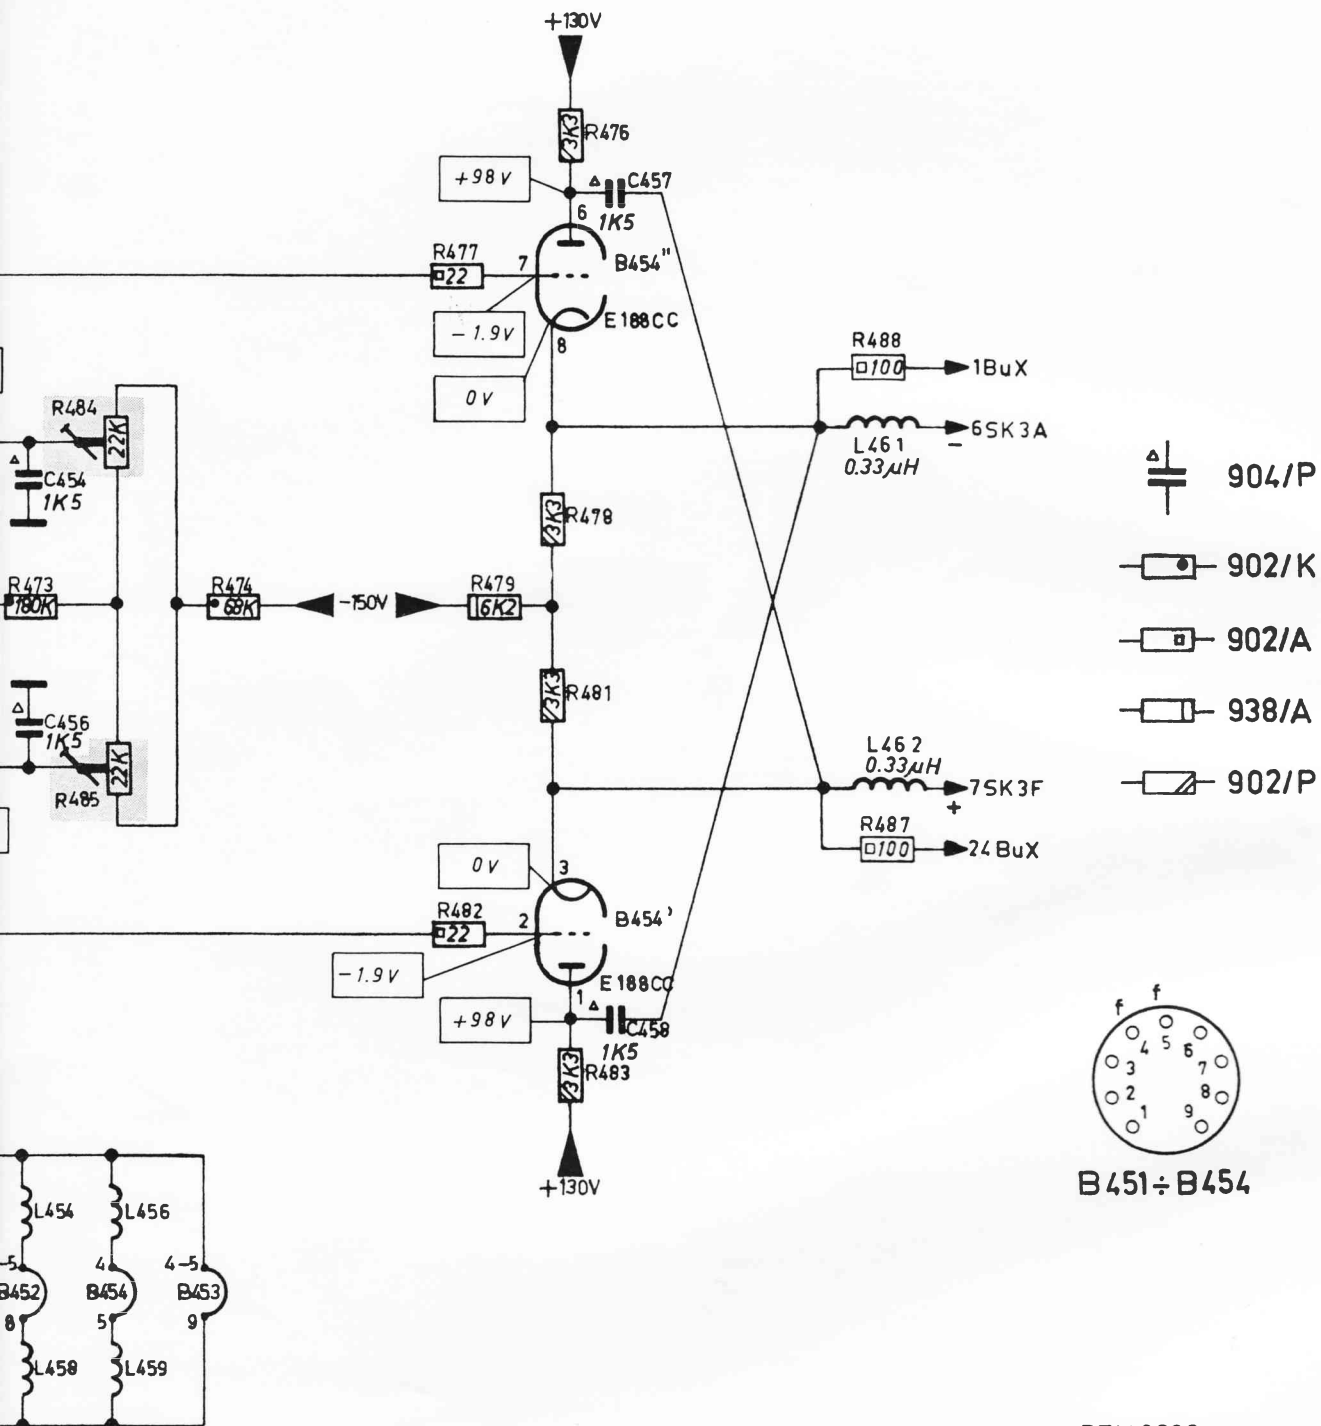 +130V
3K3
R476
+98V
C457
1K5
6
R477
22
7
B454"
-1.9V
E188CC
8
0V
R488
100
1BuX
6SK3A
-
L461
0.33µH
R484
22K
C454
1K5
904/P
3K3
R478
902/K
R473
180K
R474
68K
-150V
R479
6K2
902/A
3K3
R481
938/A
C456
1K5
22K
R485
L462
0.33µH
7SK3F
+
902/P
R487
100
24BuX
0V
3
R482
22
2
B454'
-1.9V
E188CC
1
+98V
C458
1K5
3K3
R483
+130V
f f
1 2 3 4 5 6 7 8 9
B451÷B454
L454
L456
-5
4
4-5
B452
B454
B453
8
5
9
L458
L459